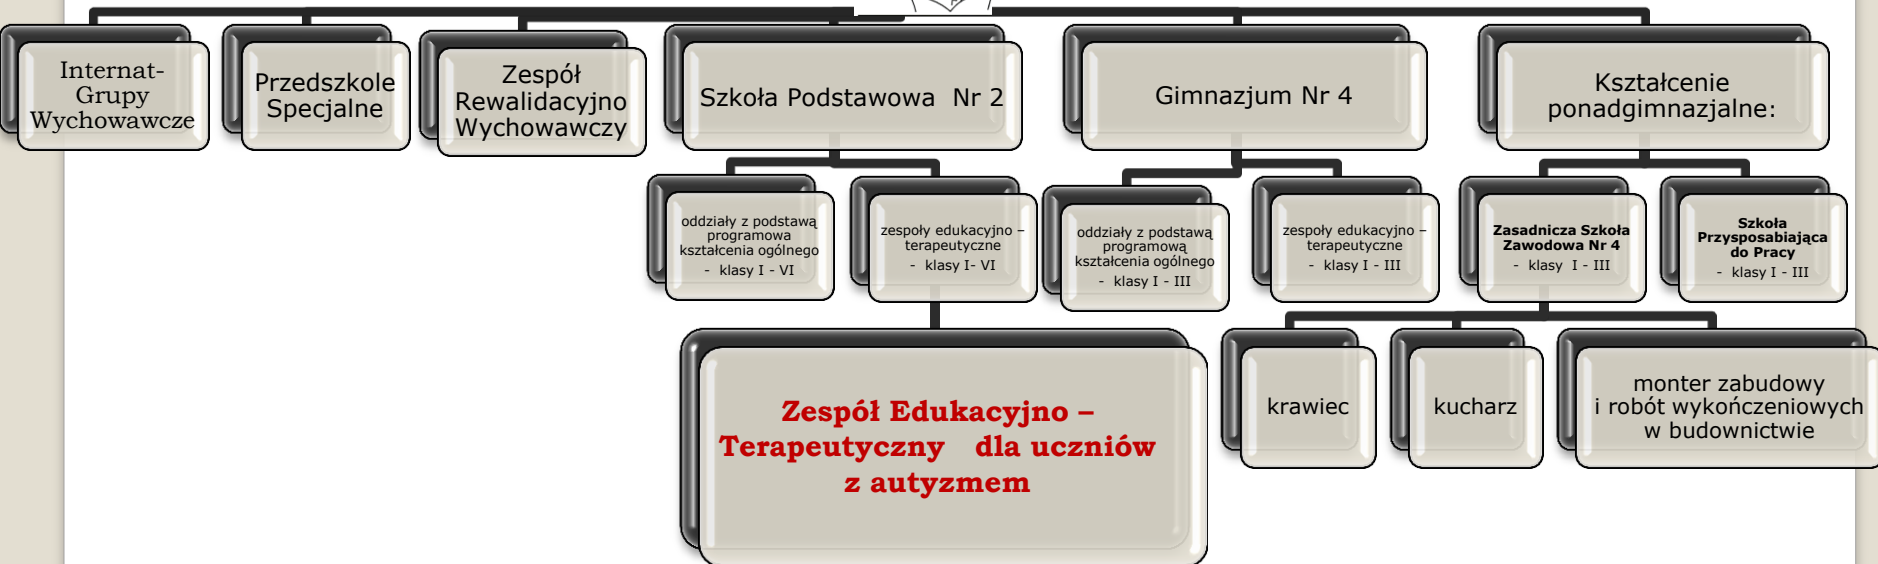 Internat-
Grupy
Wychowawcze
Przedszkole
Specjalne
Zespół
Rewalidacyjno
Wychowawczy
Szkoła Podstawowa Nr 2
Gimnazjum Nr 4
Kształcenie
ponadgimnazjalne:
oddziały z podstawą
programowa
kształcenia ogólnego
- klasy I - VI
zespoły edukacyjno –
terapeutyczne
- klasy I- VI
oddziały z podstawą
programową
kształcenia ogólnego
- klasy I - III
zespoły edukacyjno –
terapeutyczne
- klasy I - III
Zasadnicza Szkoła
Zawodowa Nr 4
- klasy I - III
Szkoła
Przysposabiająca
do Pracy
- klasy I - III
Zespół Edukacyjno –
Terapeutyczny dla uczniów
z autyzmem
krawiec
kucharz
monter zabudowy
i robót wykończeniowych
w budownictwie